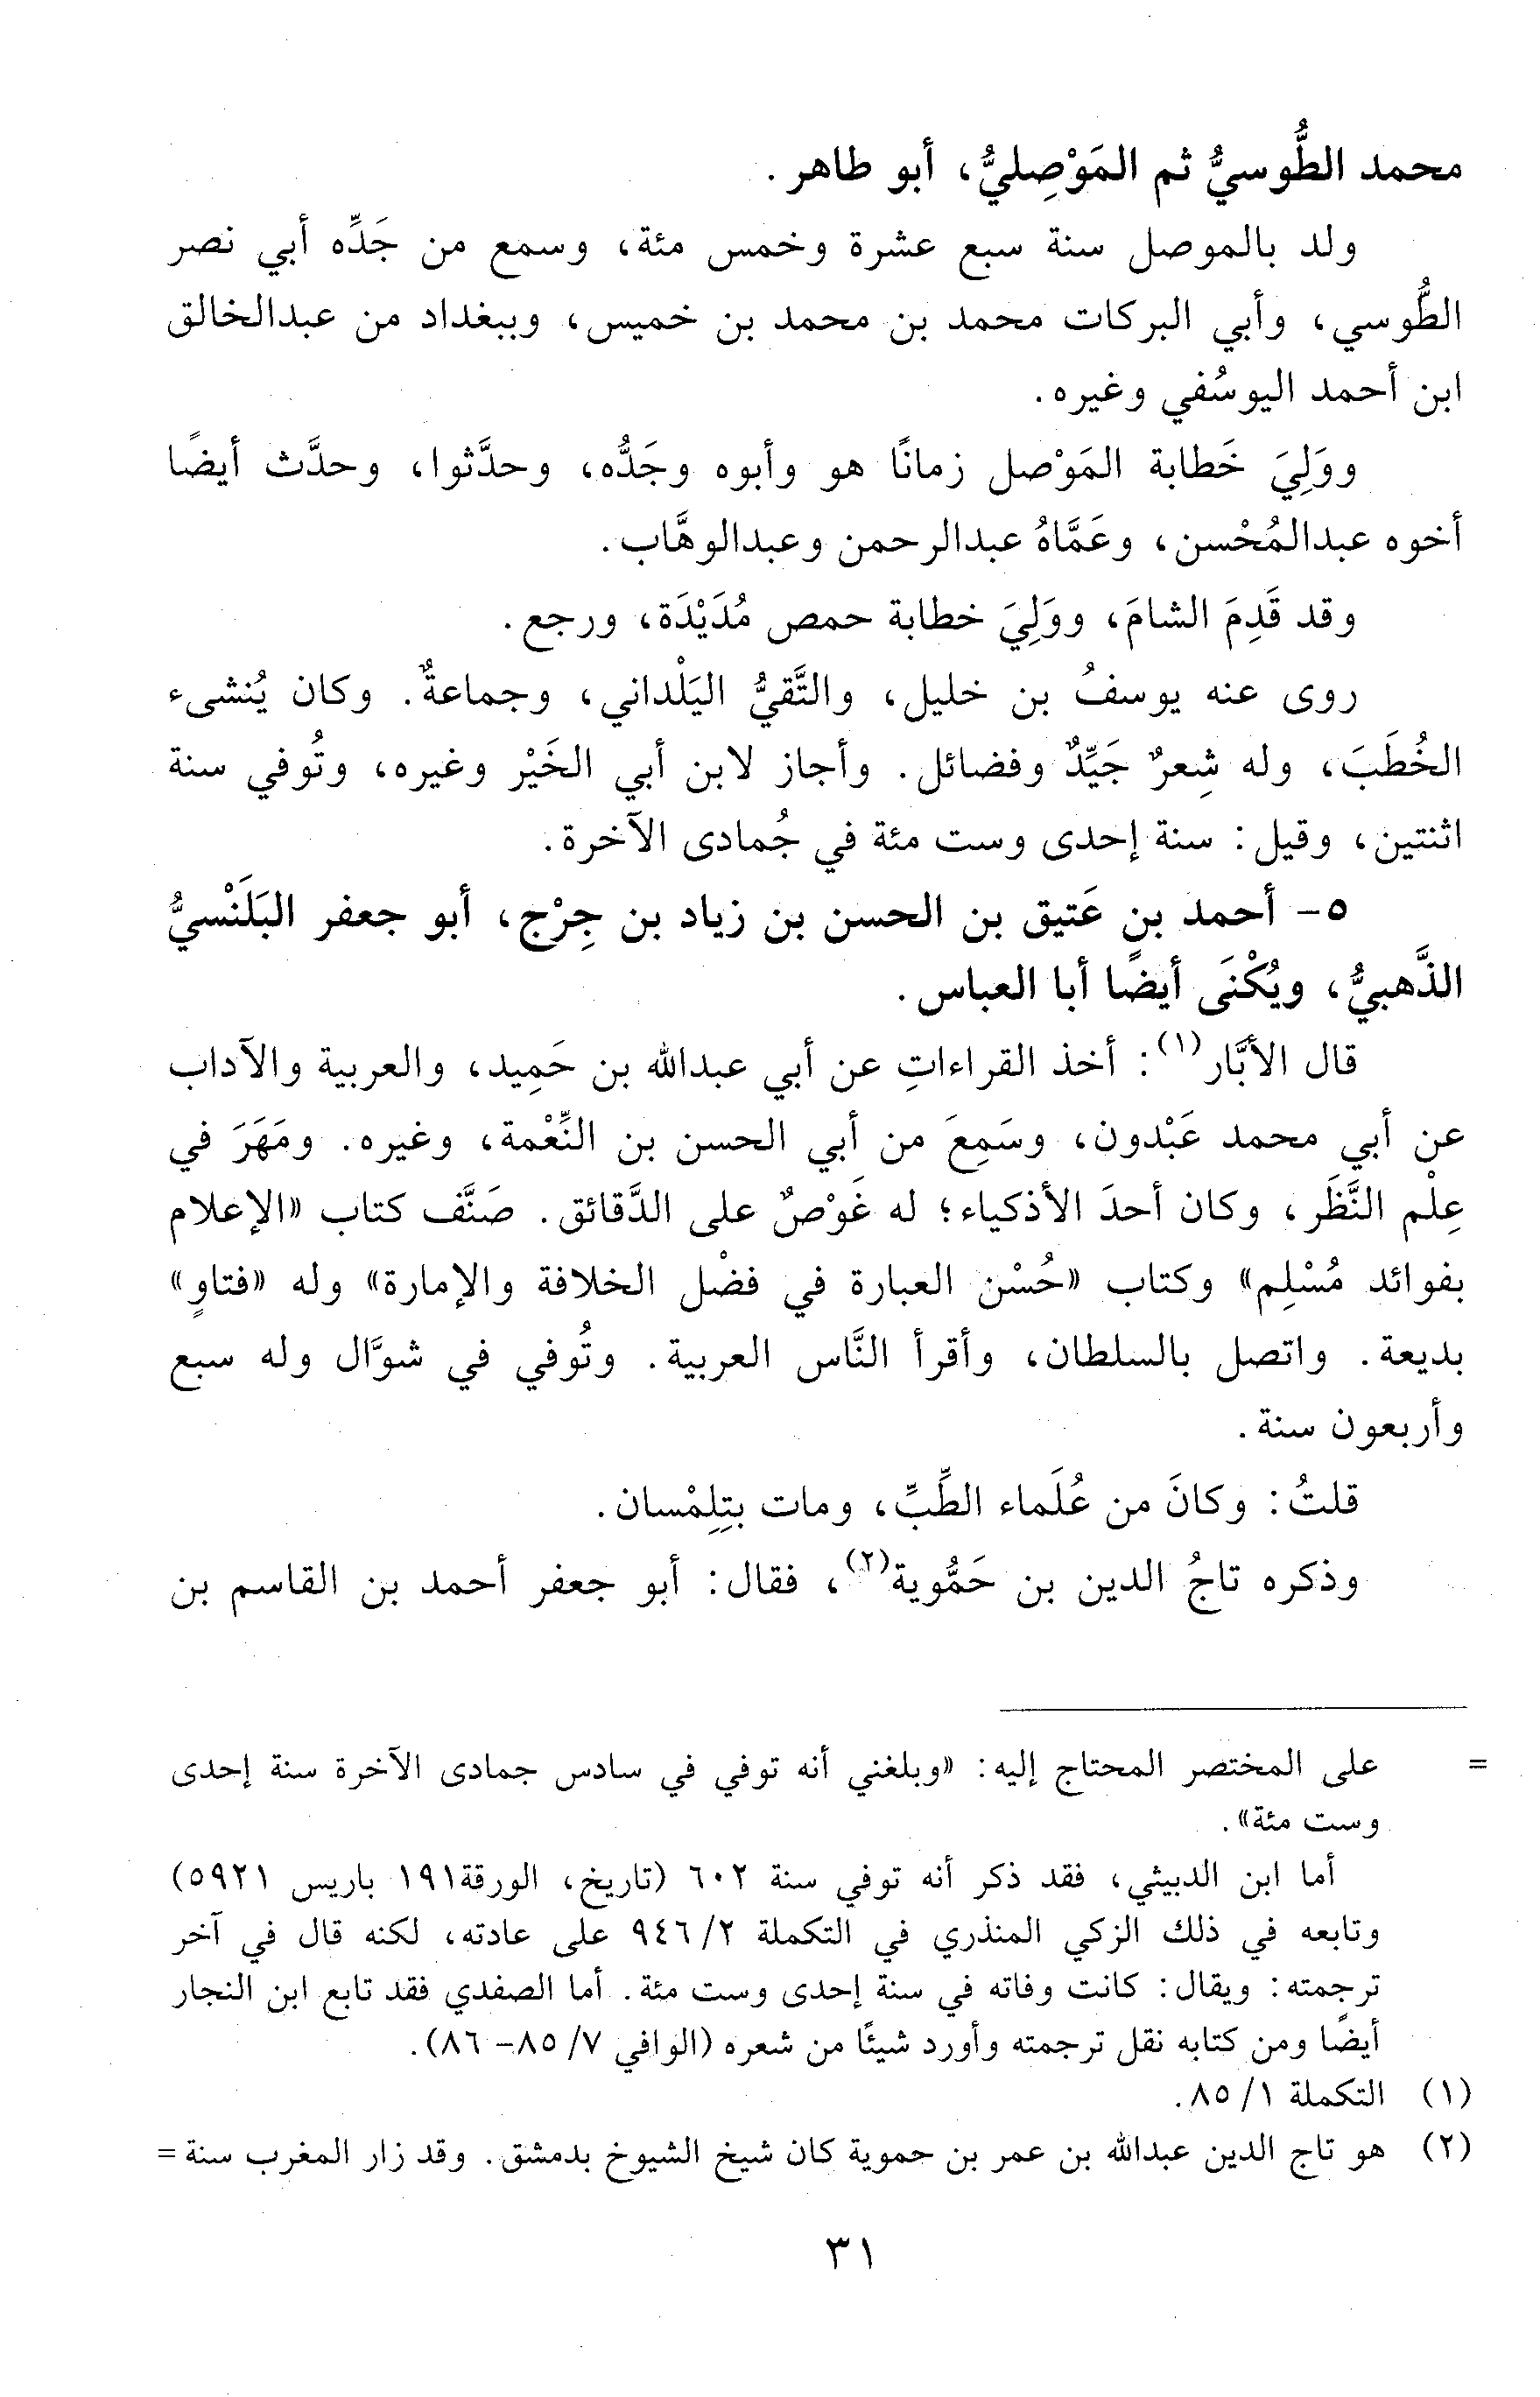 محمد الطُّوسيُّ ثم المَوْصِليُّ، أبو طاهر.
ولد بالموصل سنة سبع عشرة وخمس مئة، وسمع من جَدِّه أبي نصر
الطُّوسي، وأبي البركات محمد بن محمد بن خميس، وببغداد من عبدالخالق
ابن أحمد اليوسُفي وغيره.
ووَلِيَ خَطابة المَوْصل زمانًا هو وأبوه وجَدُّه، وحدَّثوا، وحدَّث أيضًا
أخوه عبدالمُحْسن، وعَمَّاهُ عبدالرحمن وعبدالوهَّاب.
وقد قَدِمَ الشامَ، ووَلِيَ خطابة حمص مُدَيْدَة، ورجع.
روى عنه يوسفُ بن خليل، والتَّقيُّ اليَلْداني، وجماعةٌ. وكان يُنشىء
الخُطَبَ، وله شِعرٌ جَيِّدٌ وفضائل. وأجاز لابن أبي الخَيْر وغيره، وتُوفي سنة
اثنتين، وقيل: سنة إحدى وست مئة في جُمادى الآخرة.
٥- أحمد بن عَتيق بن الحسن بن زياد بن جِرْج، أبو جعفر البَلَنْسيُّ
الذَّهبيُّ، ويُكْنَى أيضًا أبا العباس.
قال الأبَّار(١): أخذ القراءاتِ عن أبي عبدالله بن حَمِيد، والعربية والآداب
عن أبي محمد عَبْدون، وسَمِعَ من أبي الحسن بن النِّعْمة، وغيره. ومَهَرَ في
عِلْم النَّظَر، وكان أحدَ الأذكياء؛ له غَوْصٌ على الدَّقائق. صَنَّف كتاب «الإعلام
بفوائد مُسْلِم» وكتاب «حُسْن العبارة في فضْل الخلافة والإمارة» وله «فتاوٍ»
بديعة. واتصل بالسلطان، وأقرأ النَّاس العربية. وتُوفي في شوَّال وله سبع
وأربعون سنة.
قلتُ: وكانَ من عُلَماء الطِّبِّ، ومات بتِلِمْسان.
وذكره تاجُ الدين بن حَمُّوية(٢)، فقال: أبو جعفر أحمد بن القاسم بن
= على المختصر المحتاج إليه: «وبلغني أنه توفي في سادس جمادى الآخرة سنة إحدى
وست مئة».
أما ابن الدبيثي، فقد ذكر أنه توفي سنة ٦٠٢ (تاريخ، الورقة١٩١ باريس ٥٩٢١)
وتابعه في ذلك الزكي المنذري في التكملة ٢/ ٩٤٦ على عادته، لكنه قال في آخر
ترجمته: ويقال: كانت وفاته في سنة إحدى وست مئة. أما الصفدي فقد تابع ابن النجار
أيضًا ومن كتابه نقل ترجمته وأورد شيئًا من شعره (الوافي ٧/ ٨٥- ٨٦).
(١) التكملة ١/ ٨٥.
(٢) هو تاج الدين عبدالله بن عمر بن حموية كان شيخ الشيوخ بدمشق. وقد زار المغرب سنة =
٣١